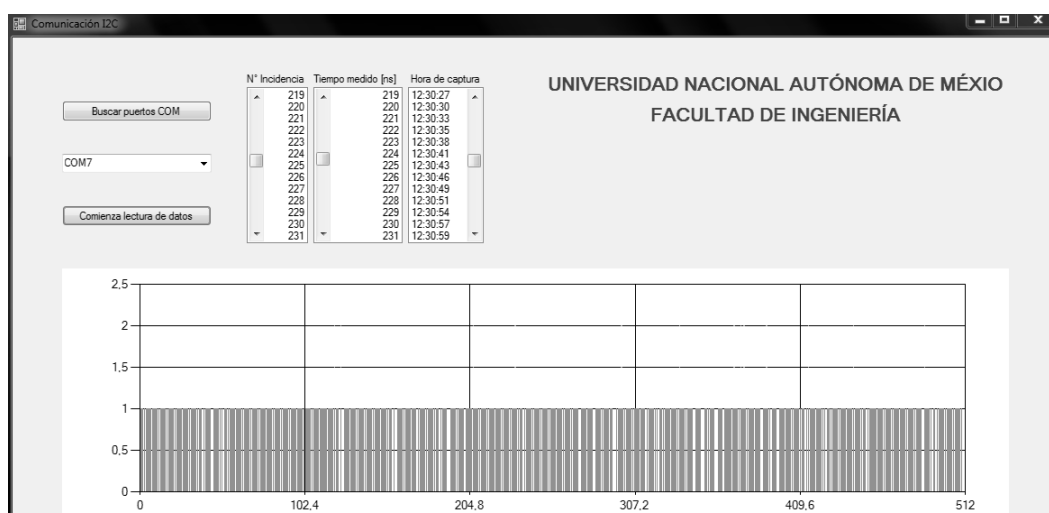 Comunicación I2C
UNIVERSIDAD NACIONAL AUTÓNOMA DE MÉXIO
FACULTAD DE INGENIERÍA
Buscar puertos COM
COM7
Comienza lectura de datos
N° Incidencia Tiempo medido [ns] Hora de captura
219 219 12:30:27
220 220 12:30:30
221 221 12:30:33
222 222 12:30:35
223 223 12:30:38
224 224 12:30:41
225 225 12:30:43
226 226 12:30:46
227 227 12:30:49
228 228 12:30:51
229 229 12:30:54
230 230 12:30:57
231 231 12:30:59
2,5
2
1,5
1
0,5
0
0 102,4 204,8 307,2 409,6 512